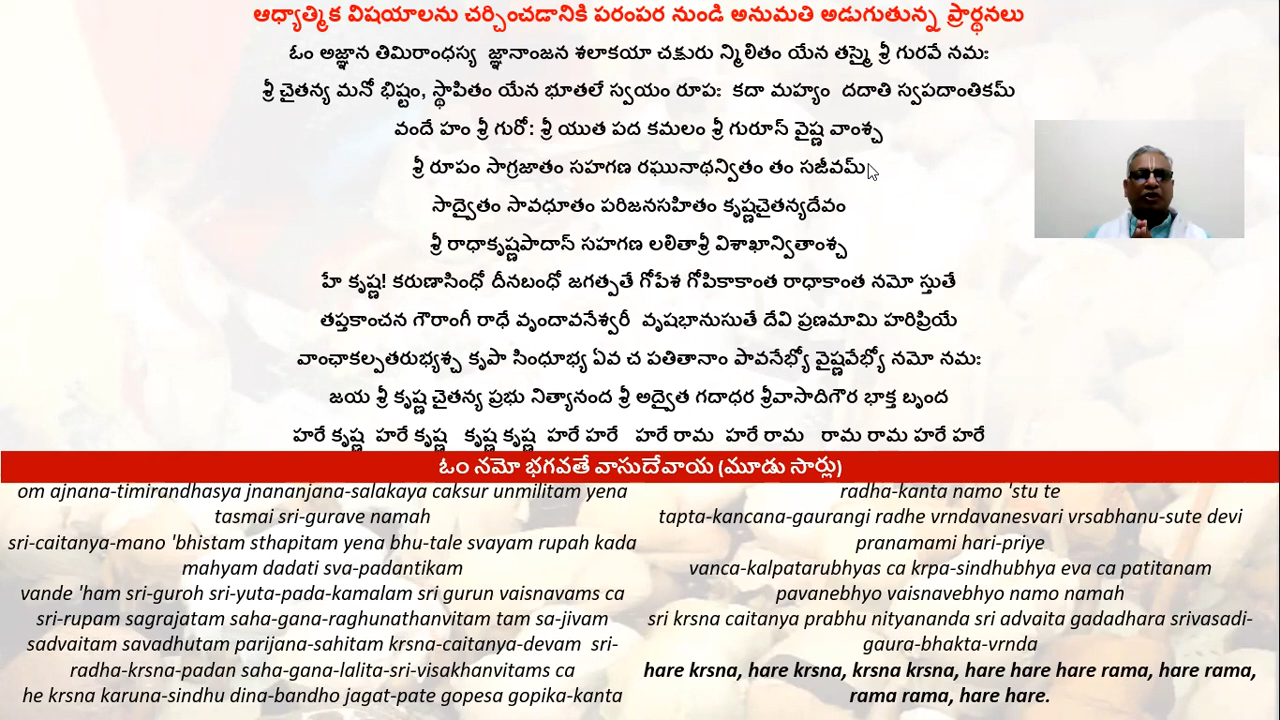 ఆధ్యాత్మిక విషయాలను చర్చించడానికి పరంపర నుండి అనుమతి అడుగుతున్న ప్రార్థనలు
ఓం అజ్ఞాన తిమిరాంధస్య జ్ఞానాంజన శలాకయా చక్షురు న్మిలితం యేన తస్మై శ్రీ గురవే నమః
శ్రీ చైతన్య మనో భిష్టం, స్థాపితం యేన భూతలే స్వయం రూపః కదా మహ్యం దదాతి స్వపదాంతికమ్
వందే హం శ్రీ గురో: శ్రీ యుత పద కమలం శ్రీ గురూస్ వైష్ణ వాంశ్చ
శ్రీ రూపం సాగ్రజాతం సహగణ రఘునాథన్వితం తం సజీవమ్
సాద్వైతం సావధూతం పరిజనసహితం కృష్ణచైతన్యదేవం
శ్రీ రాధాకృష్ణపాదాస్ సహగణ లలితాశ్రీ విశాఖాన్వితాంశ్చ
హే కృష్ణ! కరుణాసింధో దీనబంధో జగత్పతే గోపేశ గోపికాకాంత రాధాకాంత నమో స్తుతే
తప్తకాంచన గౌరాంగీ రాధే వృందావనేశ్వరీ వృషభానుసుతే దేవి ప్రణమామి హరిప్రియే
వాంఛాకల్పతరుభ్యశ్చ కృపా సింధూభ్య ఏవ చ పతితానాం పావనేభ్యో వైష్ణవేభ్యో నమో నమః
జయ శ్రీ కృష్ణ చైతన్య ప్రభు నిత్యానంద శ్రీ అద్వైత గదాధర శ్రీవాసాదిగౌర భాక్త బృంద
హరే కృష్ణ హరే కృష్ణ కృష్ణ కృష్ణ హరే హరే హరే రామ హరే రామ రామ రామ హరే హరే
ఓం నమో భగవతే వాసుదేవాయ (మూడు సార్లు)
om ajnana-timirandhasya jnananjana-salakaya caksur unmilitam yena
tasmai sri-gurave namah
sri-caitanya-mano 'bhistam sthapitam yena bhu-tale svayam rupah kada
mahyam dadati sva-padantikam
vande 'ham sri-guroh sri-yuta-pada-kamalam sri gurun vaisnavams ca
sri-rupam sagrajatam saha-gana-raghunathanvitam tam sa-jivam
sadvaitam savadhutam parijana-sahitam krsna-caitanya-devam sri-
radha-krsna-padan saha-gana-lalita-sri-visakhanvitams ca
he krsna karuna-sindhu dina-bandho jagat-pate gopesa gopika-kanta
radha-kanta namo 'stu te
tapta-kancana-gaurangi radhe vrndavanesvari vrsabhanu-sute devi
pranamami hari-priye
vanca-kalpatarubhyas ca krpa-sindhubhya eva ca patitanam
pavanebhyo vaisnavebhyo namo namah
sri krsna caitanya prabhu nityananda sri advaita gadadhara srivasadi-
gaura-bhakta-vrnda
hare krsna, hare krsna, krsna krsna, hare hare hare rama, hare rama,
rama rama, hare hare.